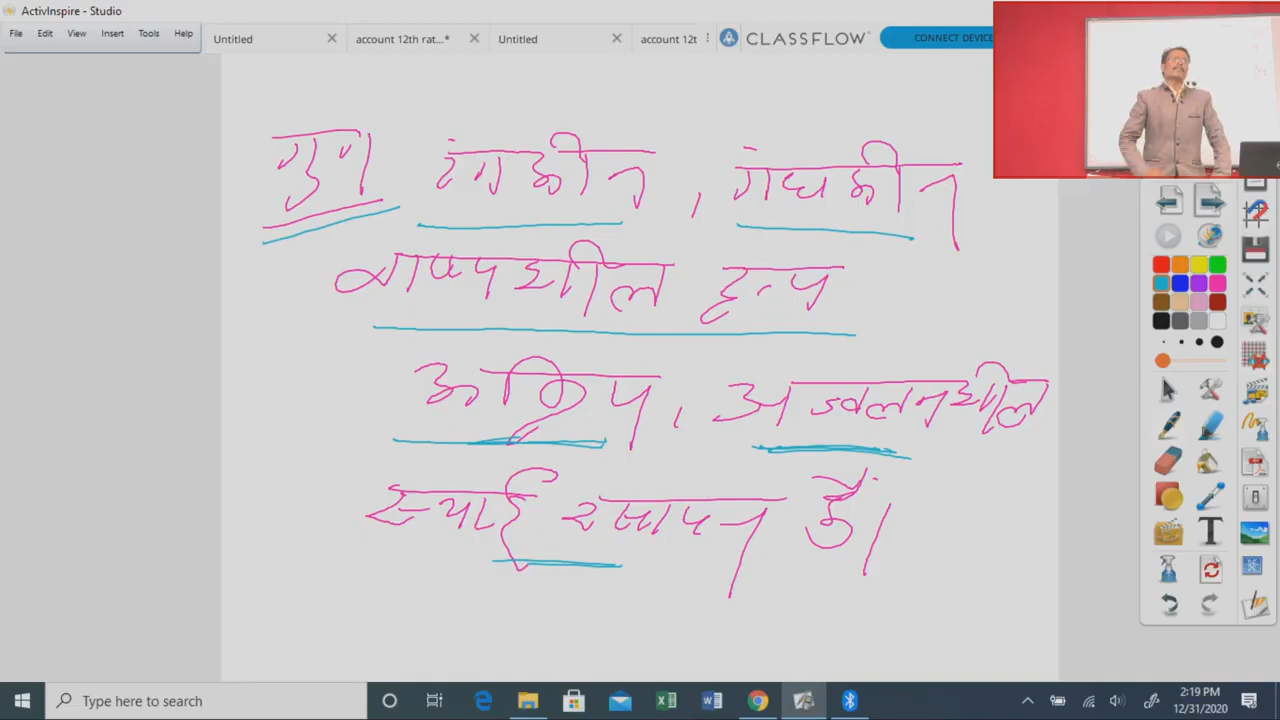 ActivInspire - Studio
File Edit View Insert Tools Help
Untitled
account 12th rat...*
Untitled
account 12t
CLASSFLOW
CONNECT DEVICE
गुण रंगहीन , गंधहीन
वाष्पशील द्रव्य
अक्रिय , अज्वलनशील
स्थाई रसायन है।
Type here to search
2:19 PM
12/31/2020